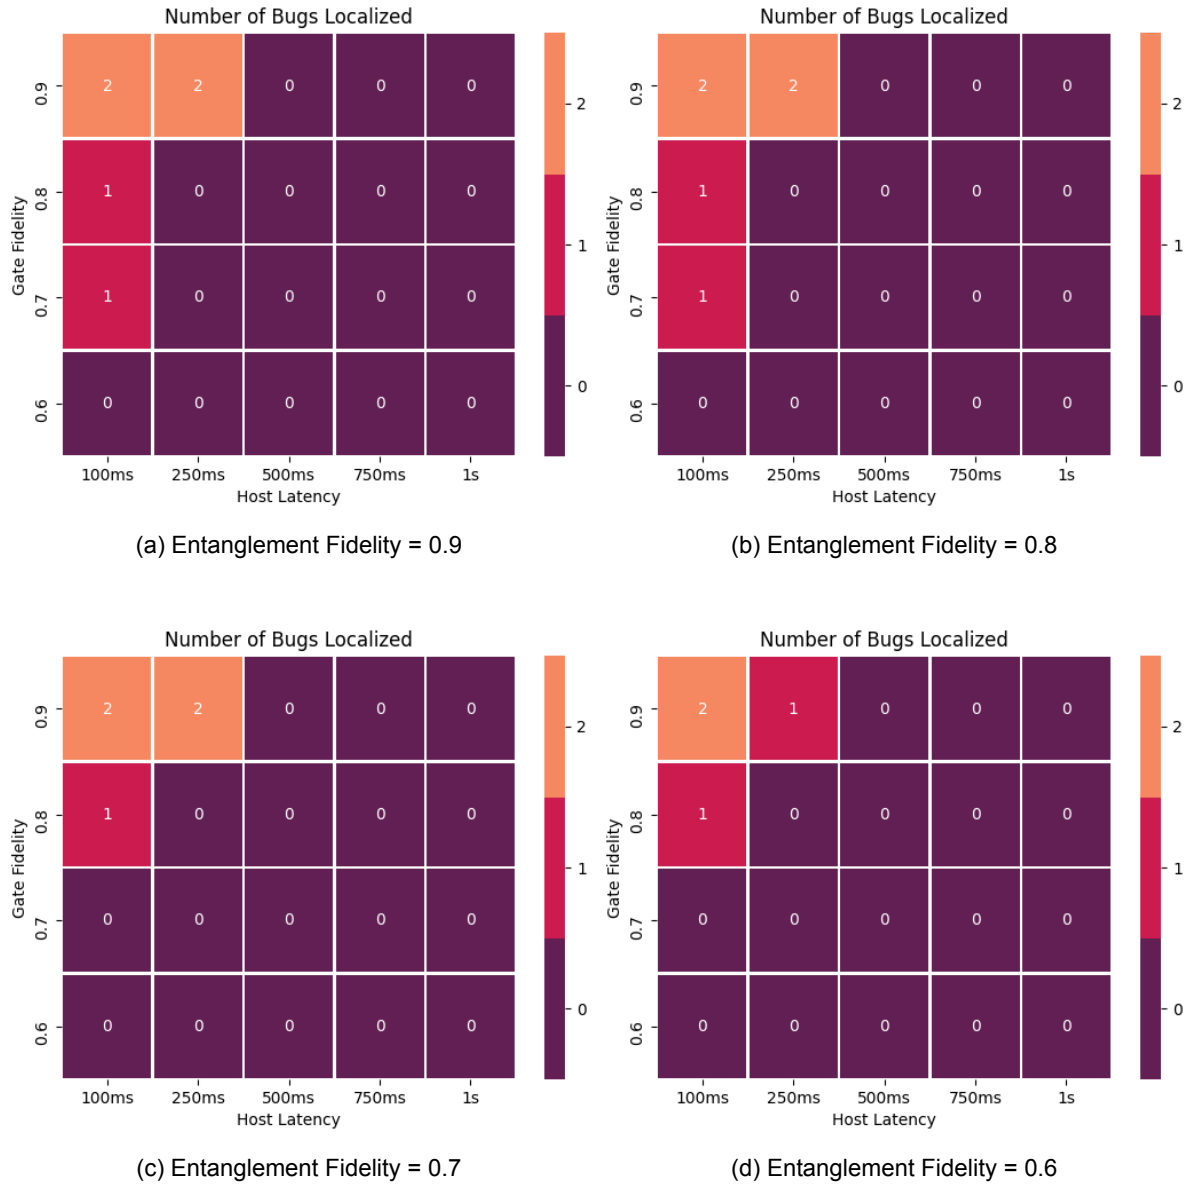 Number of Bugs Localized
Gate Fidelity
0.9 2 2 0 0 0
0.8 1 0 0 0 0
0.7 1 0 0 0 0
0.6 0 0 0 0 0
100ms 250ms 500ms 750ms 1s
Host Latency
2
1
0
(a) Entanglement Fidelity = 0.9
Number of Bugs Localized
Gate Fidelity
0.9 2 2 0 0 0
0.8 1 0 0 0 0
0.7 1 0 0 0 0
0.6 0 0 0 0 0
100ms 250ms 500ms 750ms 1s
Host Latency
2
1
0
(b) Entanglement Fidelity = 0.8
Number of Bugs Localized
Gate Fidelity
0.9 2 2 0 0 0
0.8 1 0 0 0 0
0.7 0 0 0 0 0
0.6 0 0 0 0 0
100ms 250ms 500ms 750ms 1s
Host Latency
2
1
0
(c) Entanglement Fidelity = 0.7
Number of Bugs Localized
Gate Fidelity
0.9 2 1 0 0 0
0.8 1 0 0 0 0
0.7 0 0 0 0 0
0.6 0 0 0 0 0
100ms 250ms 500ms 750ms 1s
Host Latency
2
1
0
(d) Entanglement Fidelity = 0.6